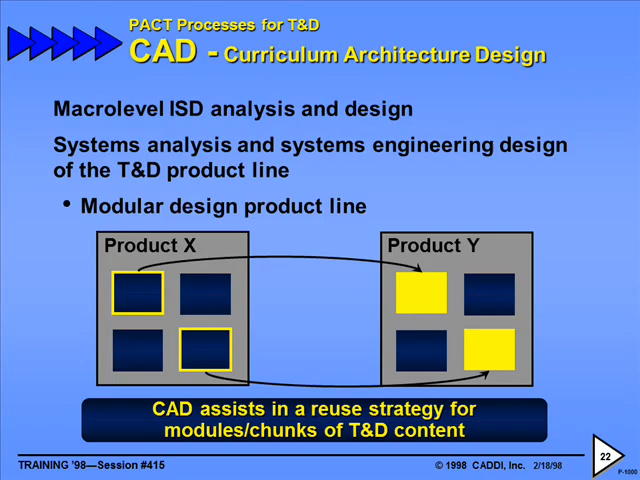 PACT Processes for T&D
CAD - Curriculum Architecture Design
Macrolevel ISD analysis and design
Systems analysis and systems engineering design
of the T&D product line
• Modular design product line
Product X
Product Y
CAD assists in a reuse strategy for
modules/chunks of T&D content
TRAINING '98—Session #415
© 1998 CADDI, Inc. 2/18/98
22
P-1000